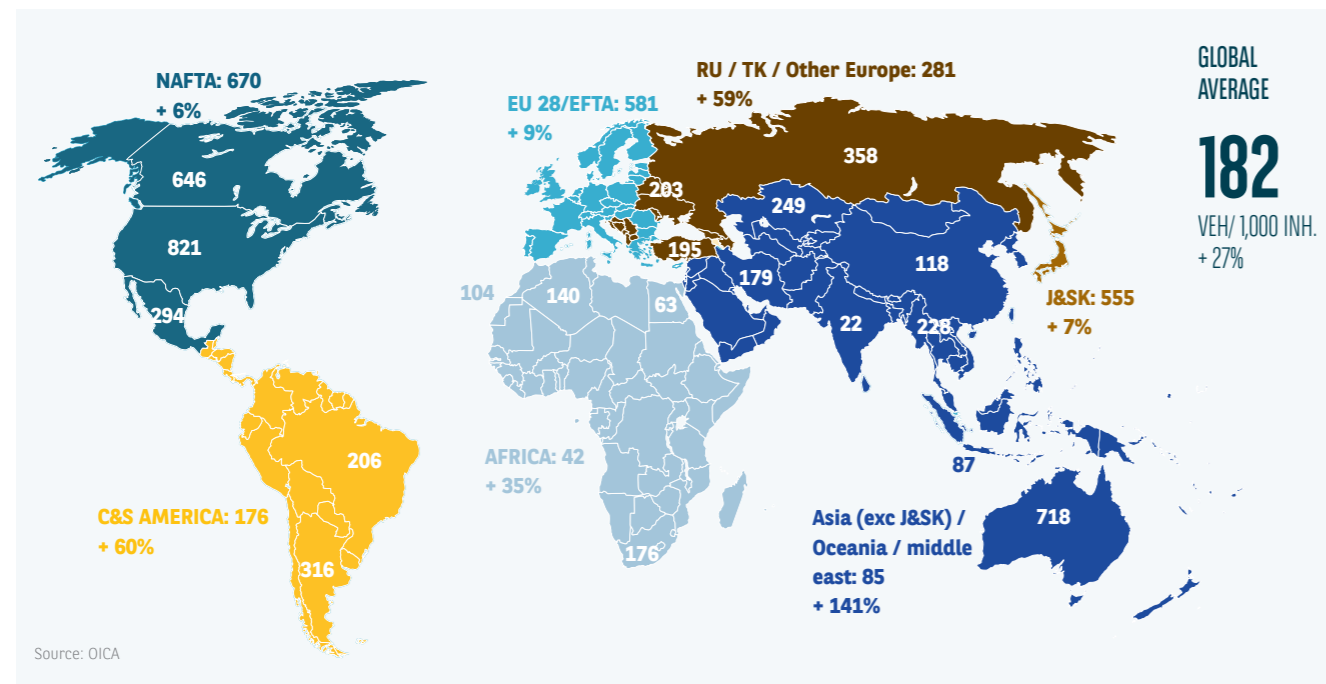 NAFTA: 670
+ 6%
646
821
294
C&S AMERICA: 176
+ 60%
206
316
EU 28/EFTA: 581
+ 9%
RU / TK / Other Europe: 281
+ 59%
358
203
195
104
140
63
AFRICA: 42
+ 35%
176
249
179
118
22
228
87
718
J&SK: 555
+ 7%
Asia (exc J&SK) /
Oceania / middle
east: 85
+ 141%
GLOBAL
AVERAGE
182
VEH/ 1,000 INH.
+ 27%
Source: OICA